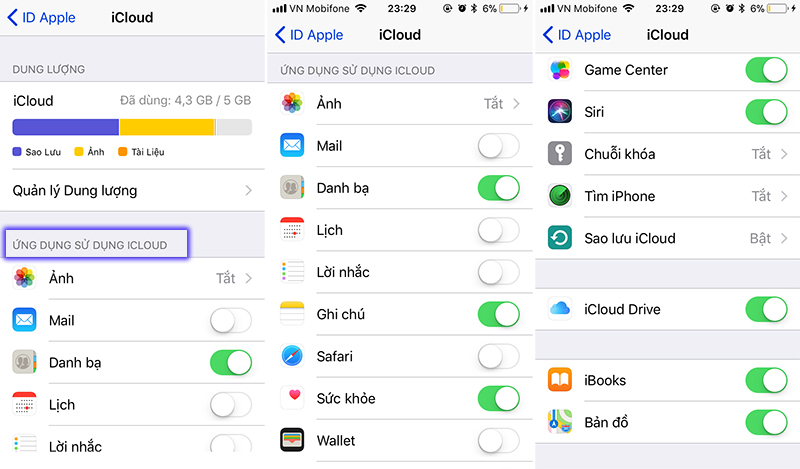 ID Apple iCloud
DUNG LƯỢNG
iCloud Đã dùng: 4,3 GB / 5 GB
Sao Lưu Ảnh Tài Liệu
Quản lý Dung lượng
ỨNG DỤNG SỬ DỤNG ICLOUD
Ảnh Tắt
Mail
Danh bạ
Lịch
Lời nhắc
VN Mobifone 23:29 6%
ID Apple iCloud
ỨNG DỤNG SỬ DỤNG ICLOUD
Ảnh Tắt
Mail
Danh bạ
Lịch
Lời nhắc
Ghi chú
Safari
Sức khỏe
Wallet
VN Mobifone 23:29 6%
ID Apple iCloud
Game Center
Siri
Chuỗi khóa Tắt
Tìm iPhone Tắt
Sao lưu iCloud Bật
iCloud Drive
iBooks
Bản đồ